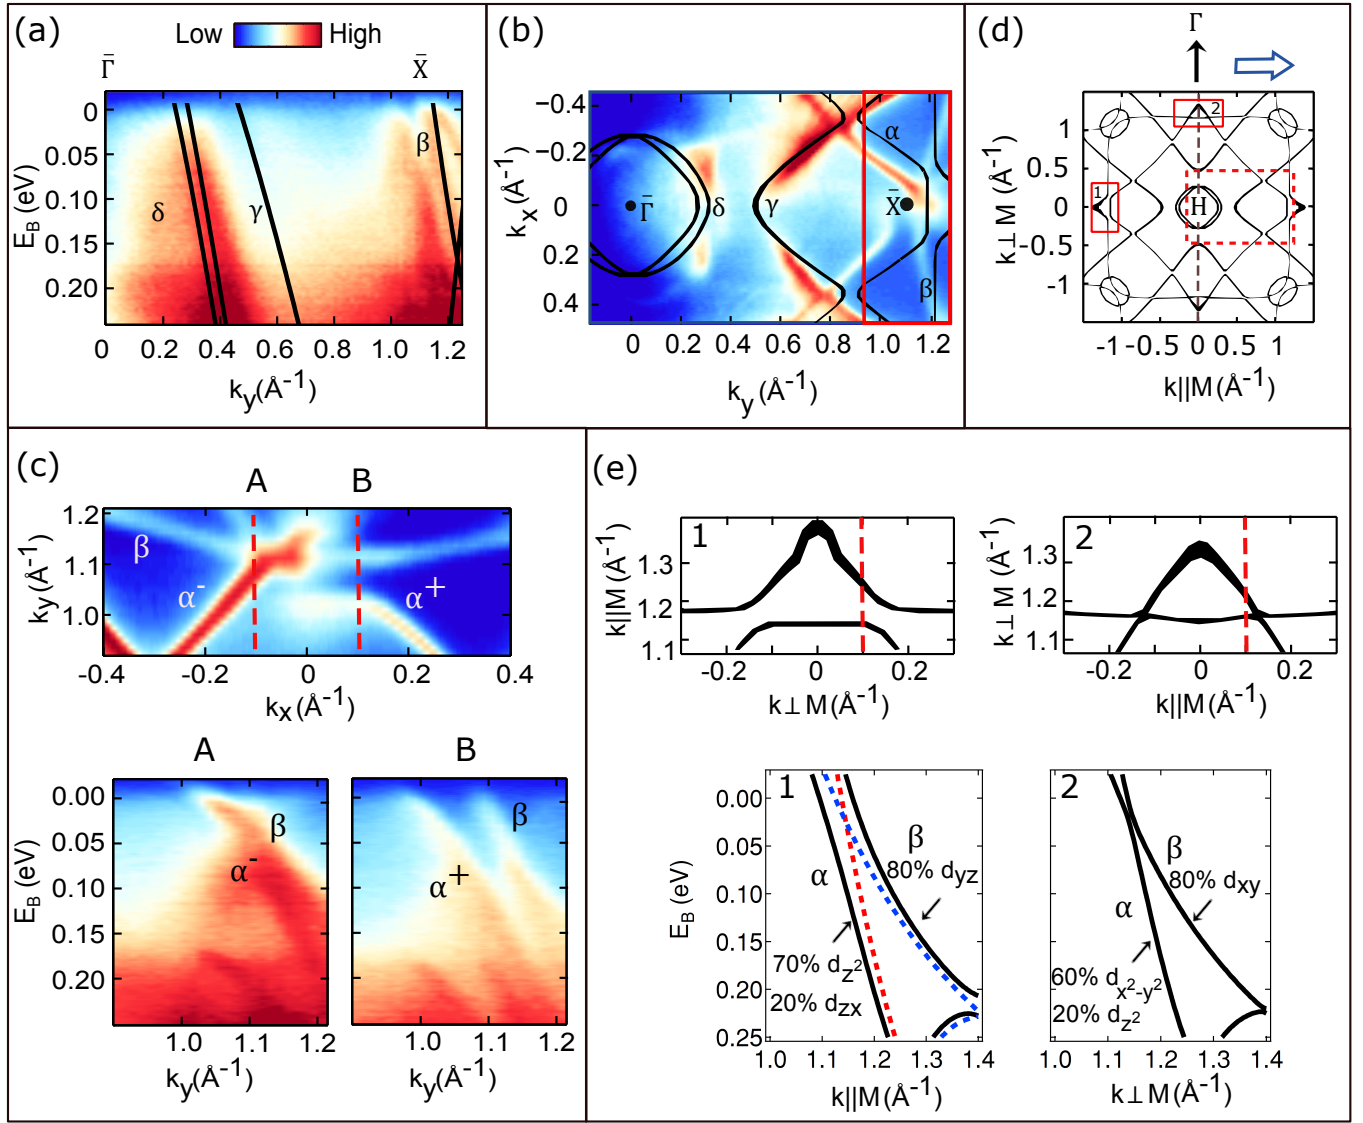 (a)
Low High
Γ̄ X̄
0
0.05
0.10
0.15
0.20
E_B (eV)
δ γ β
0 0.2 0.4 0.6 0.8 1.0 1.2
k_y(Å⁻¹)
(b)
−0.4
-0.2
0
0.2
0.4
k_x(Å⁻¹)
Γ̄ δ γ X̄ α β
0 0.2 0.4 0.6 0.8 1.0 1.2
k_y(Å⁻¹)
(d)
Γ
1
0.5
0
-0.5
-1
k⊥M (Å⁻¹)
2
1
H
-1 -0.5 0 0.5 1
k||M(Å⁻¹)
(c)
A B
1.2
1.1
1.0
k_y(Å⁻¹)
β α⁻ α⁺
-0.4 -0.2 0 0.2 0.4
k_x(Å⁻¹)
A B
0.00
0.05
0.10
0.20
E_B (eV)
β α⁻
1.0 1.1 1.2
k_y(Å⁻¹)
β α⁺
1.0 1.1 1.2
k_y(Å⁻¹)
(e)
1
1.3
1.2
1.1
k||M (Å⁻¹)
-0.2 0 0.2
k⊥M(Å⁻¹)
2
1.3
1.2
1.1
k⊥M (Å⁻¹)
-0.2 0 0.2
k||M(Å⁻¹)
1
0.00
0.05
0.10
0.15
0.20
0.25
E_B (eV)
β
80% d_yz
α
70% d_z²
20% d_zx
1.0 1.1 1.2 1.3 1.4
k||M(Å⁻¹)
2
β
80% d_xy
α
60% d_x²-y²
20% d_z²
1.0 1.1 1.2 1.3 1.4
k⊥M(Å⁻¹)